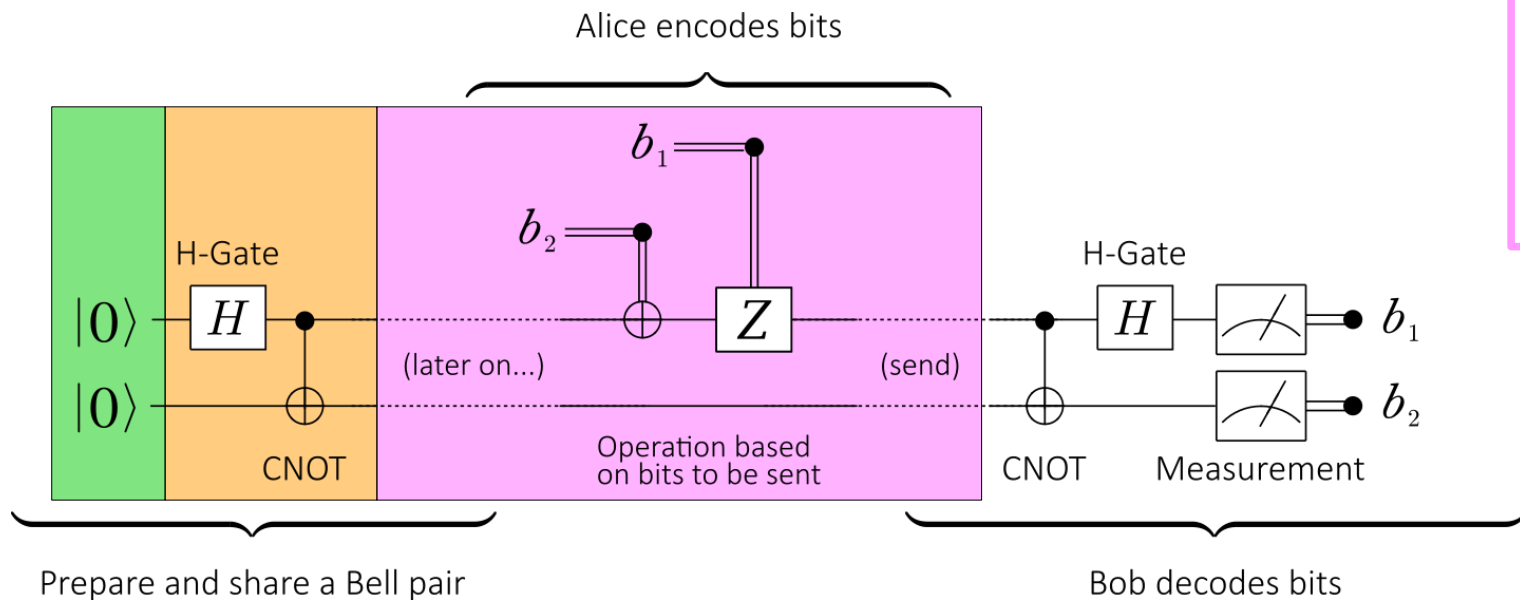 Alice encodes bits
b₁
b₂
H-Gate
H-Gate
|0⟩ H Z H b₁
(later on...) (send)
|0⟩ b₂
Operation based
on bits to be sent
CNOT CNOT Measurement
Prepare and share a Bell pair Bob decodes bits